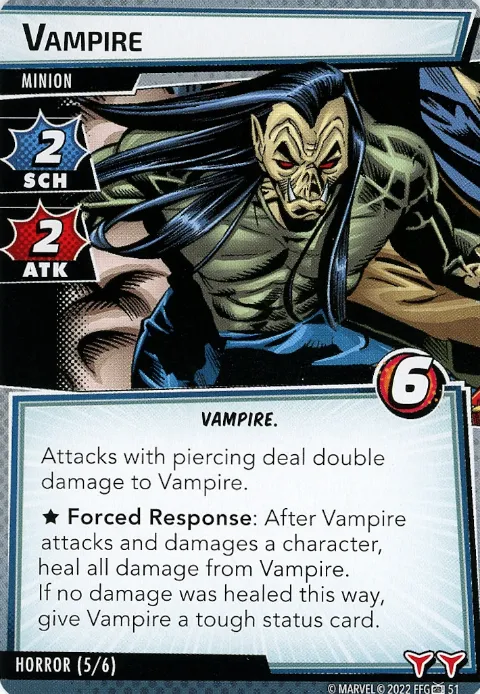 VAMPIRE
MINION
2
SCH
2
ATK
6
VAMPIRE.
Attacks with piercing deal double
damage to Vampire.
★ Forced Response: After Vampire
attacks and damages a character,
heal all damage from Vampire.
If no damage was healed this way,
give Vampire a tough status card.
HORROR (5/6)
© MARVEL © 2022 FFG 51